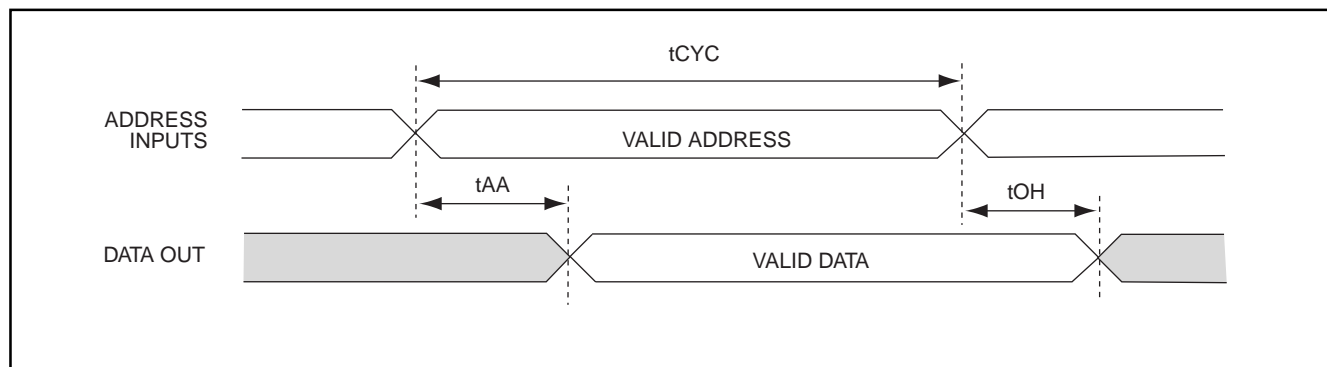 tCYC
ADDRESS
INPUTS
VALID ADDRESS
tAA
tOH
DATA OUT
VALID DATA